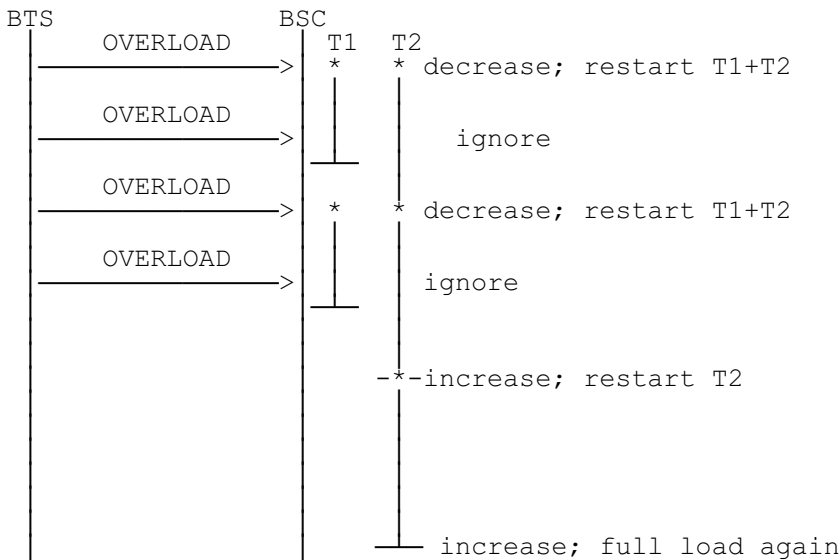 BTS BSC
OVERLOAD T1 T2
* * decrease; restart T1+T2
OVERLOAD
ignore
OVERLOAD
* * decrease; restart T1+T2
OVERLOAD
ignore
-*-increase; restart T2
increase; full load again